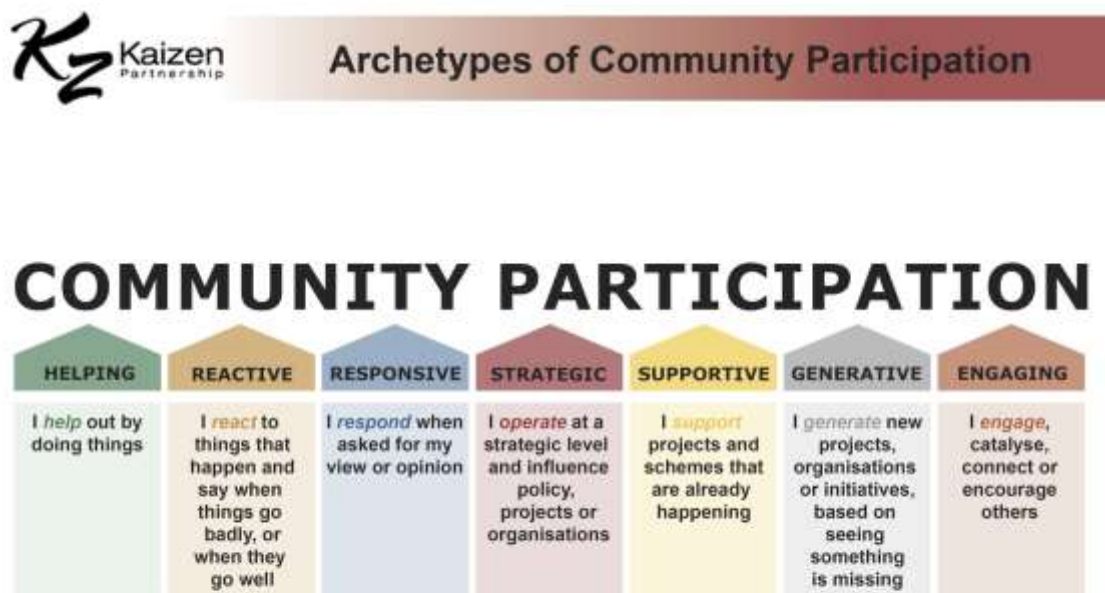 KZ Kaizen
Partnership
Archetypes of Community Participation
COMMUNITY PARTICIPATION
HELPING
I help out by
doing things
REACTIVE
I react to
things that
happen and
say when
things go
badly, or
when they
go well
RESPONSIVE
I respond when
asked for my
view or opinion
STRATEGIC
I operate at a
strategic level
and influence
policy,
projects or
organisations
SUPPORTIVE
I support
projects and
schemes that
are already
happening
GENERATIVE
I generate new
projects,
organisations
or initiatives,
based on
seeing
something
is missing
ENGAGING
I engage,
catalyse,
connect or
encourage
others